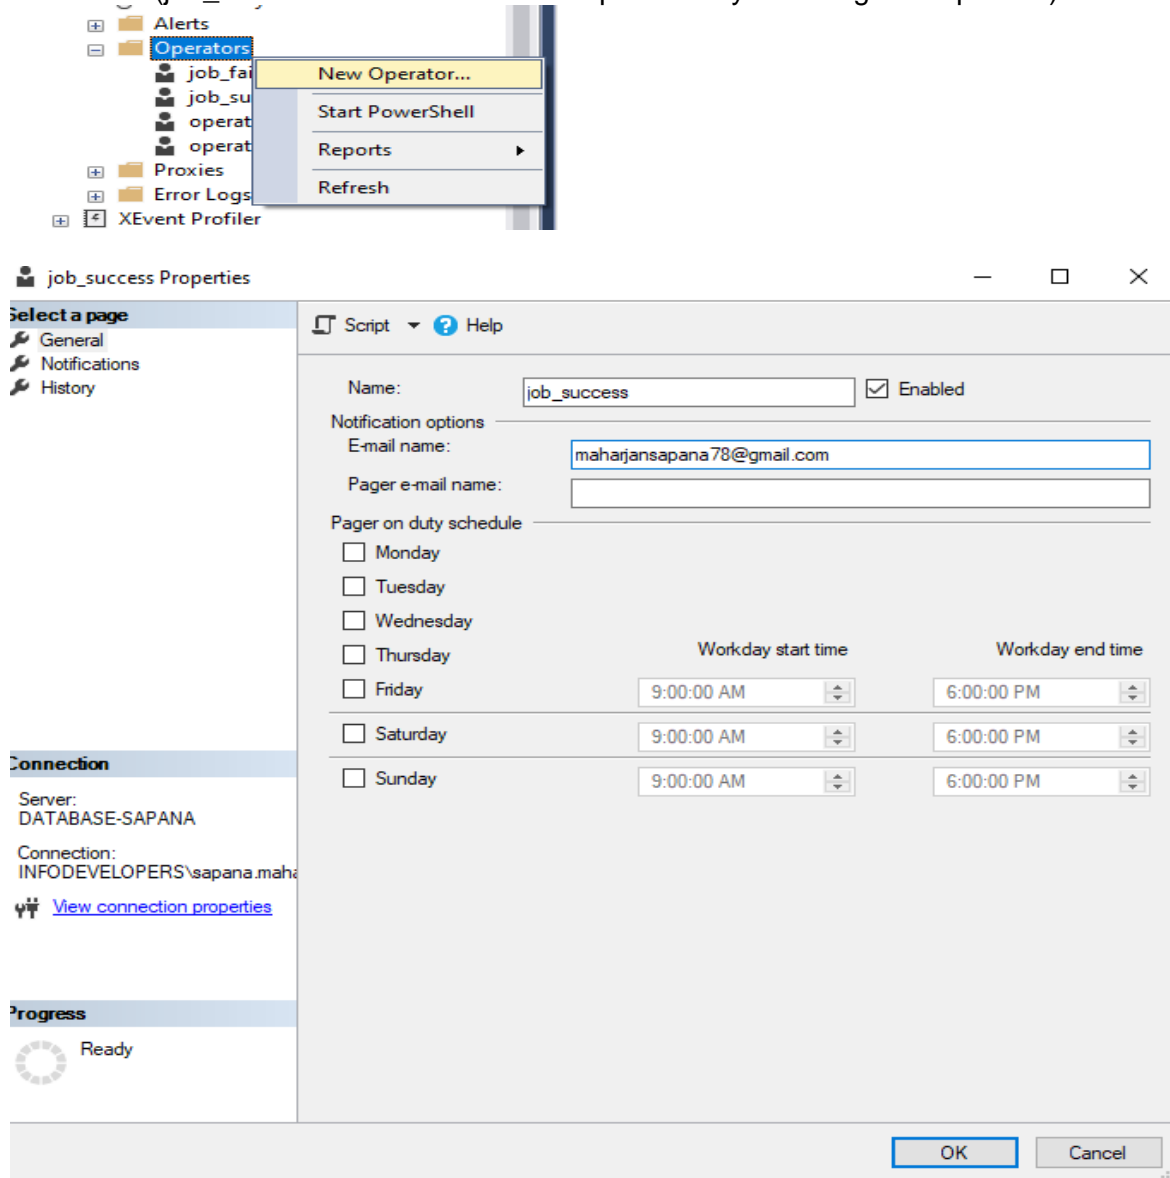 Alerts
Operators
job_fai
job_su
operat
operat
Proxies
Error Logs
XEvent Profiler
New Operator...
Start PowerShell
Reports
Refresh
job_success Properties
Select a page
General
Notifications
History
Script Help
Name: job_success Enabled
Notification options
E-mail name: maharjansapana78@gmail.com
Pager e-mail name:
Pager on duty schedule
Monday
Tuesday
Wednesday
Thursday Workday start time Workday end time
Friday 9:00:00 AM 6:00:00 PM
Saturday 9:00:00 AM 6:00:00 PM
Sunday 9:00:00 AM 6:00:00 PM
Connection
Server:
DATABASE-SAPANA
Connection:
INFODEVELOPERS\sapana.maha
View connection properties
Progress
Ready
OK Cancel